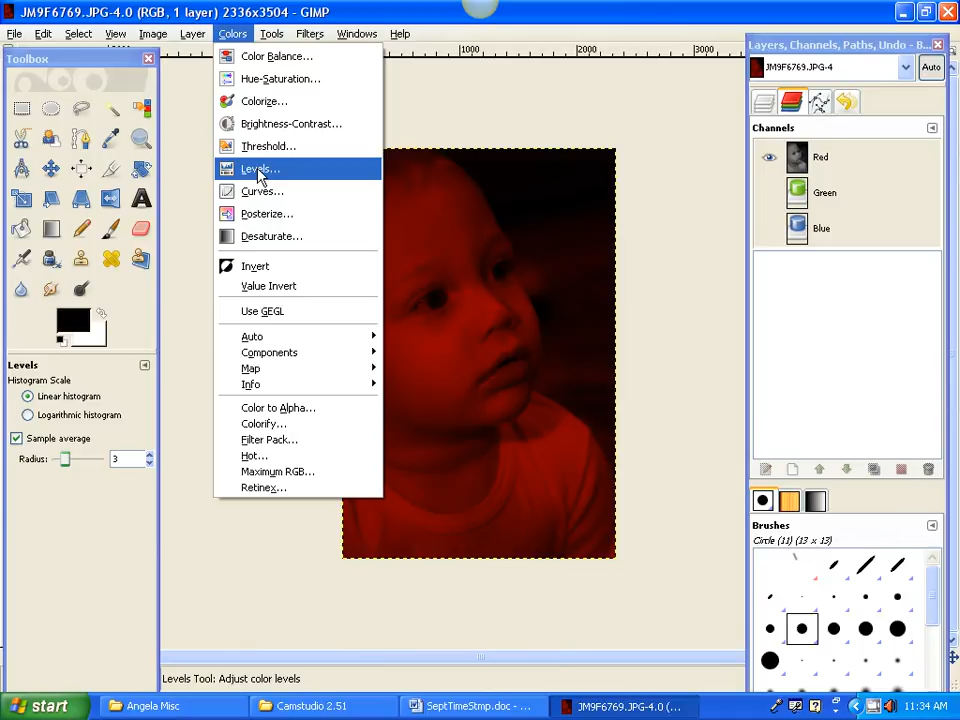 JM9F6769.JPG-4.0 (RGB, 1 layer) 2336x3504 - GIMP
File Edit Select View Image Layer Colors Tools Filters Windows Help
Toolbox
1000 2000 3000
Color Balance...
Hue-Saturation...
Colorize...
Brightness-Contrast...
Threshold...
Levels...
Curves...
Posterize...
Desaturate...
Invert
Value Invert
Use GEGL
Auto
Components
Map
Info
Color to Alpha...
Colorify...
Filter Pack...
Hot...
Maximum RGB...
Retinex...
Levels
Histogram Scale
Linear histogram
Logarithmic histogram
Sample average
Radius: 3
Layers, Channels, Paths, Undo - B...
JM9F6769.JPG-4 Auto
Channels
Red
Green
Blue
Brushes
Circle (11) (13 x 13)
Levels Tool: Adjust color levels
start Angela Misc Camstudio 2.51 SeptTimeStmp.doc - ... JM9F6769.JPG-4.0 (... 11:34 AM